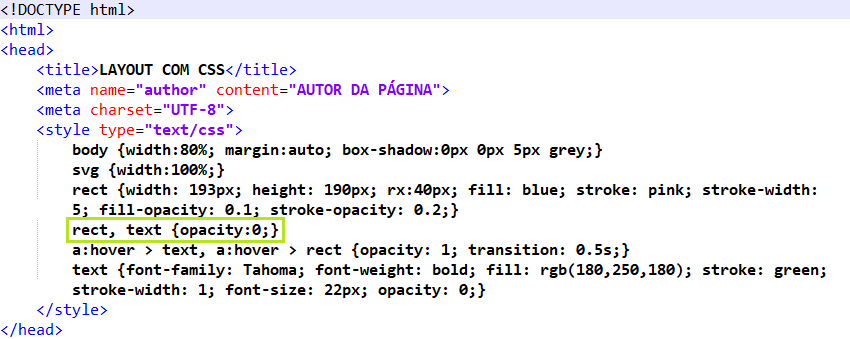 <!DOCTYPE html>
<html>
<head>
<title>LAYOUT COM CSS</title>
<meta name="author" content="AUTOR DA PÁGINA">
<meta charset="UTF-8">
<style type="text/css">
body {width:80%; margin:auto; box-shadow:0px 0px 5px grey;}
svg {width:100%;}
rect {width: 193px; height: 190px; rx:40px; fill: blue; stroke: pink; stroke-width:
5; fill-opacity: 0.1; stroke-opacity: 0.2;}
rect, text {opacity:0;}
a:hover > text, a:hover > rect {opacity: 1; transition: 0.5s;}
text {font-family: Tahoma; font-weight: bold; fill: rgb(180,250,180); stroke: green;
stroke-width: 1; font-size: 22px; opacity: 0;}
</style>
</head>